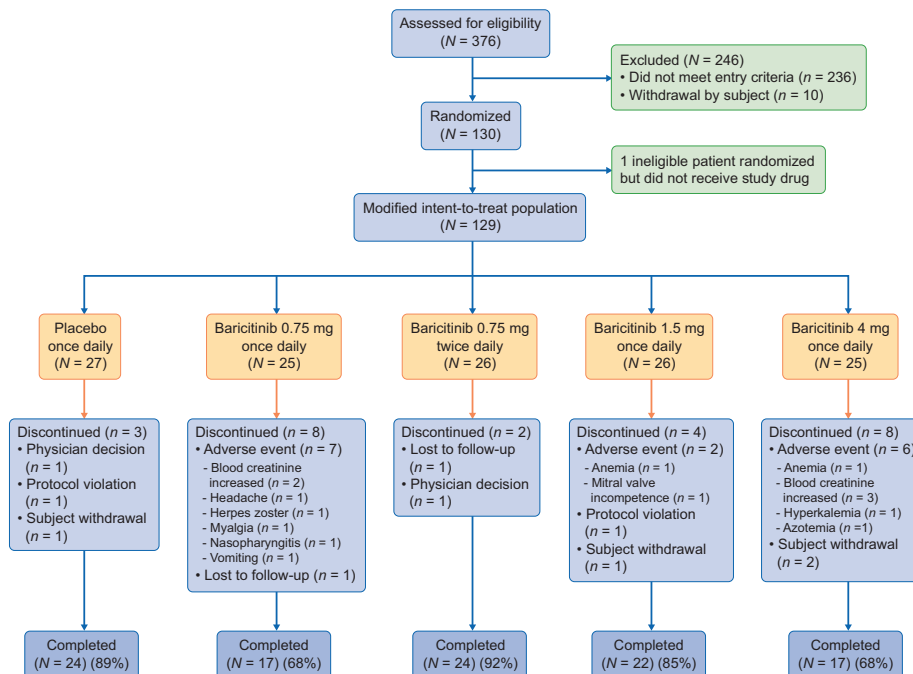 Assessed for eligibility
(N = 376)
Excluded (N = 246)
• Did not meet entry criteria (n = 236)
• Withdrawal by subject (n = 10)
Randomized
(N = 130)
1 ineligible patient randomized
but did not receive study drug
Modified intent-to-treat population
(N = 129)
Placebo
once daily
(N = 27)
Baricitinib 0.75 mg
once daily
(N = 25)
Baricitinib 0.75 mg
twice daily
(N = 26)
Baricitinib 1.5 mg
once daily
(N = 26)
Baricitinib 4 mg
once daily
(N = 25)
Discontinued (n = 3)
• Physician decision
(n = 1)
• Protocol violation
(n = 1)
• Subject withdrawal
(n = 1)
Discontinued (n = 8)
• Adverse event (n = 7)
- Blood creatinine
increased (n = 2)
- Headache (n = 1)
- Herpes zoster (n = 1)
- Myalgia (n = 1)
- Nasopharyngitis (n = 1)
- Vomiting (n = 1)
• Lost to follow-up (n = 1)
Discontinued (n = 2)
• Lost to follow-up
(n = 1)
• Physician decision
(n = 1)
Discontinued (n = 4)
• Adverse event (n = 2)
- Anemia (n = 1)
- Mitral valve
incompetence (n = 1)
• Protocol violation
(n = 1)
• Subject withdrawal
(n = 1)
Discontinued (n = 8)
• Adverse event (n = 6)
- Anemia (n = 1)
- Blood creatinine
increased (n = 3)
- Hyperkalemia (n = 1)
- Azotemia (n =1)
• Subject withdrawal
(n = 2)
Completed
(N = 24) (89%)
Completed
(N = 17) (68%)
Completed
(N = 24) (92%)
Completed
(N = 22) (85%)
Completed
(N = 17) (68%)